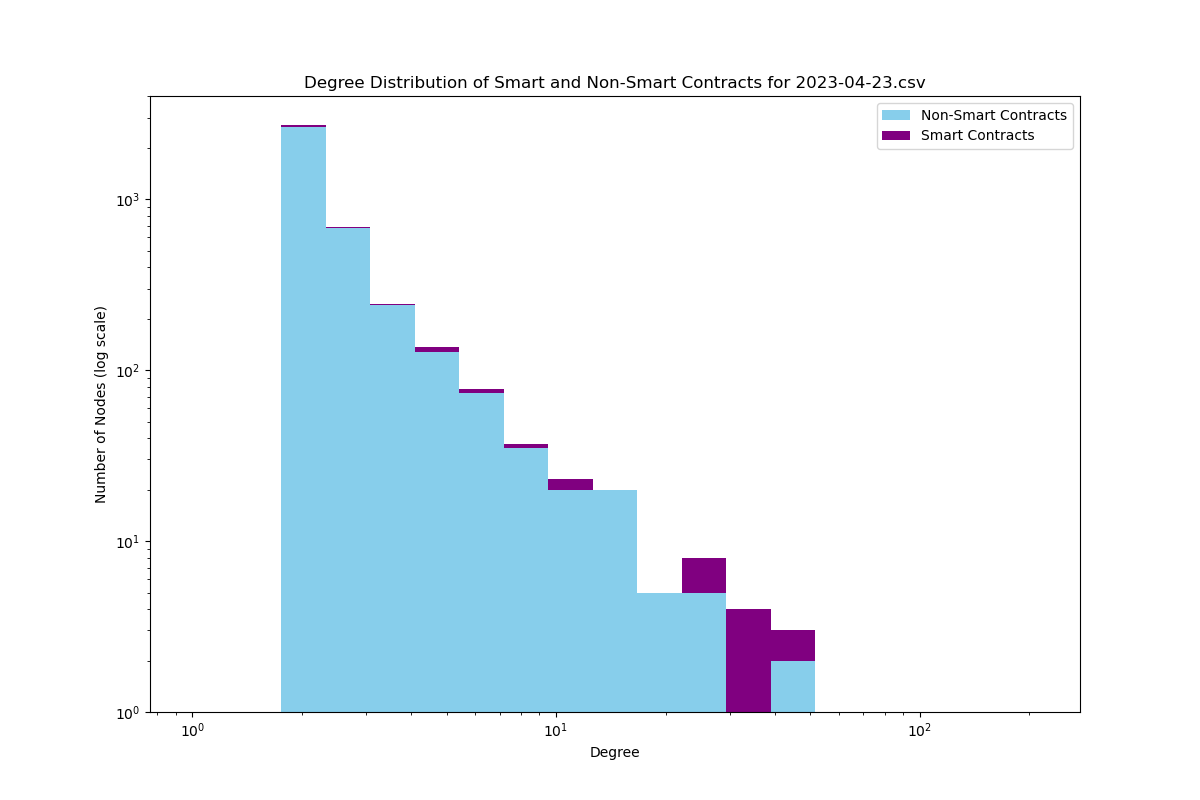 Degree Distribution of Smart and Non-Smart Contracts for 2023-04-23.csv
Non-Smart Contracts
Smart Contracts
Number of Nodes (log scale)
10³
10²
10¹
10⁰
10⁰ 10¹ 10²
Degree